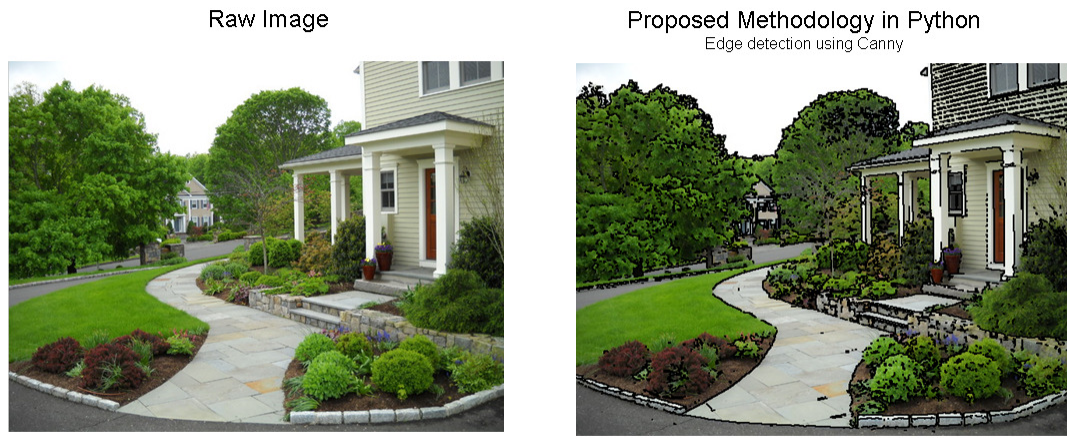 Raw Image
Proposed Methodology in Python
Edge detection using Canny